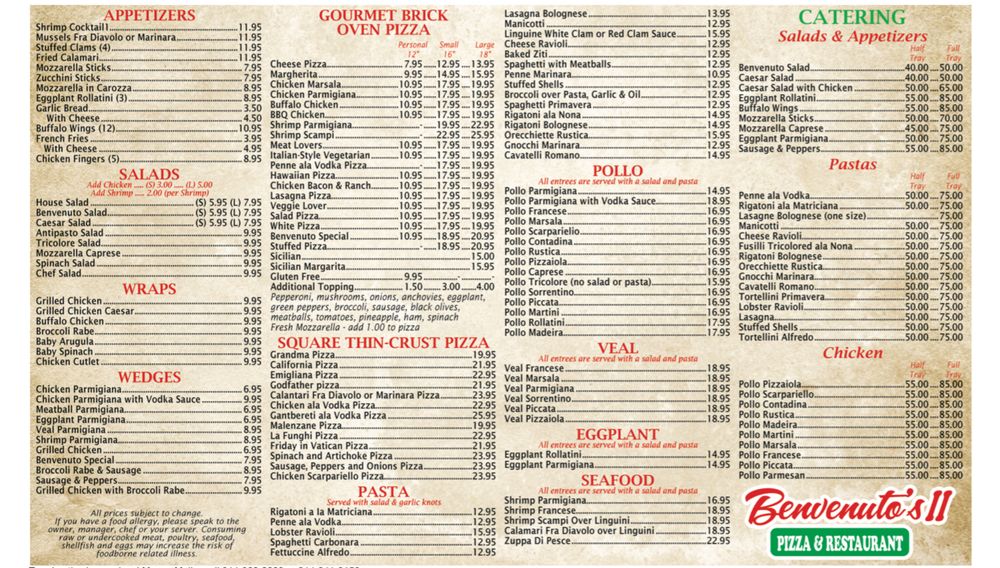 APPETIZERS
Shrimp Cocktail1 11.95
Mussels Fra Diavolo or Marinara 11.95
Stuffed Clams (4) 11.95
Fried Calamari 11.95
Mozzarella Sticks 7.95
Zucchini Sticks 7.95
Mozzarella in Carozza 8.95
Eggplant Rollatini (3) 8.95
Garlic Bread 3.50
With Cheese 4.50
Buffalo Wings (12) 10.95
French Fries 3.95
With Cheese 4.95
Chicken Fingers (5) 8.95
SALADS
Add Chicken .... (S) 3.00 .... (L) 5.00
Add Shrimp .... 2.00 (per Shrimp)
House Salad (S) 5.95 (L) 7.95
Benvenuto Salad (S) 5.95 (L) 7.95
Caesar Salad (S) 5.95 (L) 7.95
Antipasto Salad 9.95
Tricolore Salad 9.95
Mozzarella Caprese 9.95
Spinach Salad 9.95
Chef Salad 9.95
WRAPS
Grilled Chicken 9.95
Grilled Chicken Caesar 9.95
Buffalo Chicken 9.95
Broccoli Rabe 9.95
Baby Arugula 9.95
Baby Spinach 9.95
Chicken Cutlet 9.95
WEDGES
Chicken Parmigiana 6.95
Chicken Parmigiana with Vodka Sauce 9.95
Meatball Parmigiana 6.95
Eggplant Parmigiana 6.95
Veal Parmigiana 8.95
Shrimp Parmigiana 8.95
Grilled Chicken 6.95
Benvenuto Special 7.95
Broccoli Rabe & Sausage 8.95
Sausage & Peppers 7.95
Grilled Chicken with Broccoli Rabe 9.95
All prices subject to change.
If you have a food allergy, please speak to the
owner, manager, chef or your server. Consuming
raw or undercooked meat, poultry, seafood,
shellfish and eggs may increase the risk of
foodborne related illness.
GOURMET BRICK
OVEN PIZZA
Personal Small Large
12" 16" 18"
Cheese Pizza 7.95 12.95 13.95
Margherita 9.95 14.95 15.95
Chicken Marsala 10.95 17.95 19.95
Chicken Parmigiana 10.95 17.95 19.95
Buffalo Chicken 10.95 17.95 19.95
BBQ Chicken 10.95 17.95 19.95
Shrimp Parmigiana - 19.95 22.95
Shrimp Scampi - 22.95 25.95
Meat Lovers 10.95 17.95 19.95
Italian-Style Vegetarian 10.95 17.95 19.95
Penne ala Vodka Pizza - 17.95 19.95
Hawaiian Pizza 10.95 17.95 19.95
Chicken Bacon & Ranch 10.95 17.95 19.95
Lasagna Pizza 10.95 17.95 19.95
Veggie Lover 10.95 17.95 19.95
Salad Pizza 10.95 17.95 19.95
White Pizza 10.95 17.95 19.95
Benvenuto Special 10.95 18.95 20.95
Stuffed Pizza - 18.95 20.95
Sicilian 15.00
Sicilian Margarita 15.95
Gluten Free 9.95 - -
Additional Topping 1.50 3.00 4.00
Pepperoni, mushrooms, onions, anchovies, eggplant,
green peppers, broccoli, sausage, black olives,
meatballs, tomatoes, pineapple, ham, spinach
Fresh Mozzarella - add 1.00 to pizza
SQUARE THIN-CRUST PIZZA
Grandma Pizza 19.95
California Pizza 21.95
Emigliana Pizza 22.95
Godfather pizza 21.95
Calantari Fra Diavolo or Marinara Pizza 23.95
Chicken ala Vodka Pizza 22.95
Gantbereti ala Vodka Pizza 25.95
Malenzane Pizza 19.95
La Funghi Pizza 22.95
Friday in Vatican Pizza 21.95
Spinach and Artichoke Pizza 23.95
Sausage, Peppers and Onions Pizza 23.95
Chicken Scarpariello Pizza 23.95
PASTA
Served with salad & garlic knots
Rigatoni a la Matriciana 12.95
Penne ala Vodka 12.95
Lobster Ravioli 15.95
Spaghetti Carbonara 12.95
Fettuccine Alfredo 12.95
Lasagna Bolognese 13.95
Manicotti 12.95
Linguine White Clam or Red Clam Sauce 15.95
Cheese Ravioli 12.95
Baked Ziti 12.95
Spaghetti with Meatballs 12.95
Penne Marinara 10.95
Stuffed Shells 12.95
Broccoli over Pasta, Garlic & Oil 12.95
Spaghetti Primavera 12.95
Rigatoni ala Nona 14.95
Rigatoni Bolognese 14.95
Orecchiette Rustica 15.95
Gnocchi Marinara 12.95
Cavatelli Romano 14.95
POLLO
All entrees are served with a salad and pasta
Pollo Parmigiana 14.95
Pollo Parmigiana with Vodka Sauce 18.95
Pollo Francese 16.95
Pollo Marsala 16.95
Pollo Scarpariello 16.95
Pollo Contadina 16.95
Pollo Rustica 16.95
Pollo Pizzaiola 16.95
Pollo Caprese 16.95
Pollo Tricolore (no salad or pasta) 15.95
Pollo Sorrentino 16.95
Pollo Piccata 16.95
Pollo Martini 16.95
Pollo Rollatini 17.95
Pollo Madeira 17.95
VEAL
All entrees are served with a salad and pasta
Veal Francese 18.95
Veal Marsala 18.95
Veal Parmigiana 18.95
Veal Sorrentino 18.95
Veal Piccata 18.95
Veal Pizzaiola 18.95
EGGPLANT
All entrees are served with a salad and pasta
Eggplant Rollatini 14.95
Eggplant Parmigiana 14.95
SEAFOOD
All entrees are served with a salad and pasta
Shrimp Parmigiana 16.95
Shrimp Francese 18.95
Shrimp Scampi Over Linguini 18.95
Calamari Fra Diavolo over Linguini 18.95
Zuppa Di Pesce 22.95
CATERING
Salads & Appetizers
Half Full
Tray Tray
Benvenuto Salad 40.00 50.00
Caesar Salad 40.00 50.00
Caesar Salad with Chicken 50.00 65.00
Eggplant Rollatini 55.00 85.00
Buffalo Wings 55.00 85.00
Mozzarella Sticks 50.00 70.00
Mozzarella Caprese 45.00 75.00
Eggplant Parmigiana 50.00 75.00
Sausage & Peppers 55.00 85.00
Pastas
Half Full
Tray Tray
Penne ala Vodka 50.00 75.00
Rigatoni ala Matriciana 50.00 75.00
Lasagne Bolognese (one size) 75.00
Manicotti 50.00 75.00
Cheese Ravioli 50.00 75.00
Fusilli Tricolored ala Nona 50.00 75.00
Rigatoni Bolognese 50.00 75.00
Orecchiette Rustica 50.00 75.00
Gnocchi Marinara 50.00 75.00
Cavatelli Romano 50.00 75.00
Tortellini Primavera 50.00 75.00
Lobster Ravioli 50.00 75.00
Lasagna 50.00 75.00
Stuffed Shells 50.00 75.00
Tortellini Alfredo 50.00 75.00
Chicken
Half Full
Tray Tray
Pollo Pizzaiola 55.00 85.00
Pollo Scarpariello 55.00 85.00
Pollo Contadina 55.00 85.00
Pollo Rustica 55.00 85.00
Pollo Madeira 55.00 85.00
Pollo Martini 55.00 85.00
Pollo Marsala 55.00 85.00
Pollo Francese 55.00 85.00
Pollo Piccata 55.00 85.00
Pollo Parmesan 55.00 85.00
Benvenuto's II
PIZZA & RESTAURANT